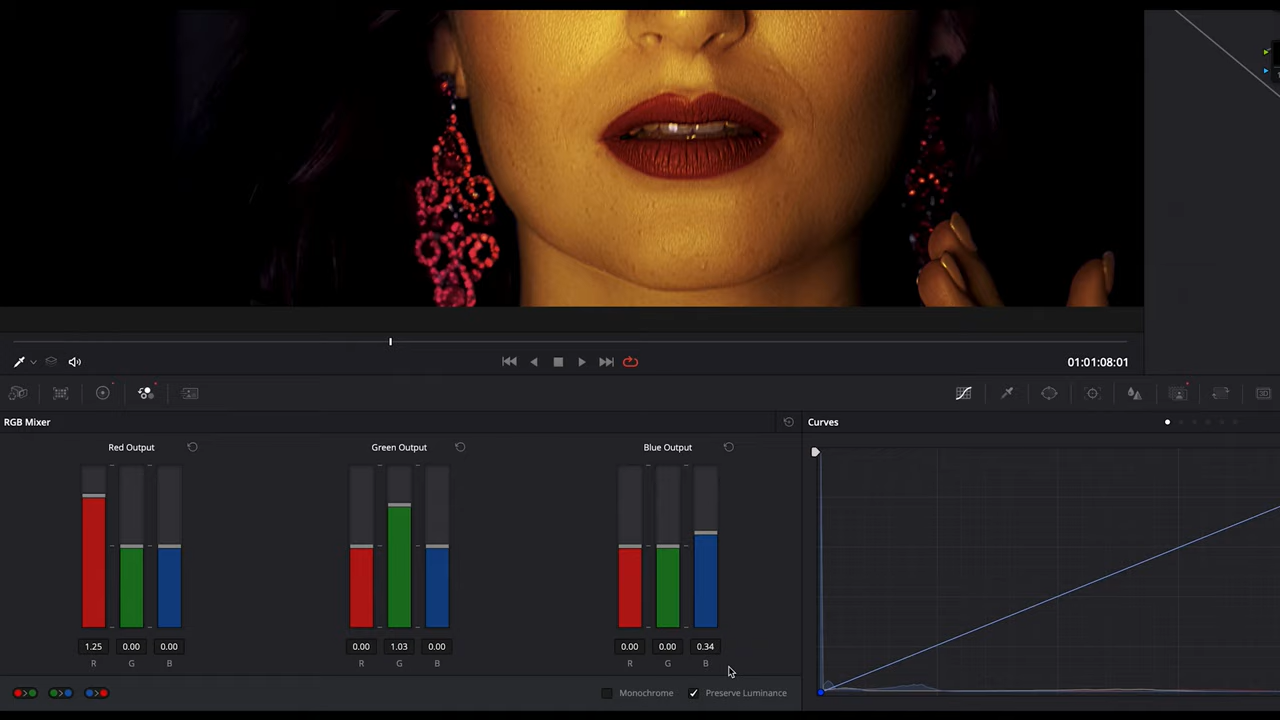 01:01:08:01
RGB Mixer
Curves
Red Output
Green Output
Blue Output
1.25 0.00 0.00
0.00 1.03 0.00
0.00 0.00 0.34
R G B
R G B
R G B
Monochrome
Preserve Luminance
3D